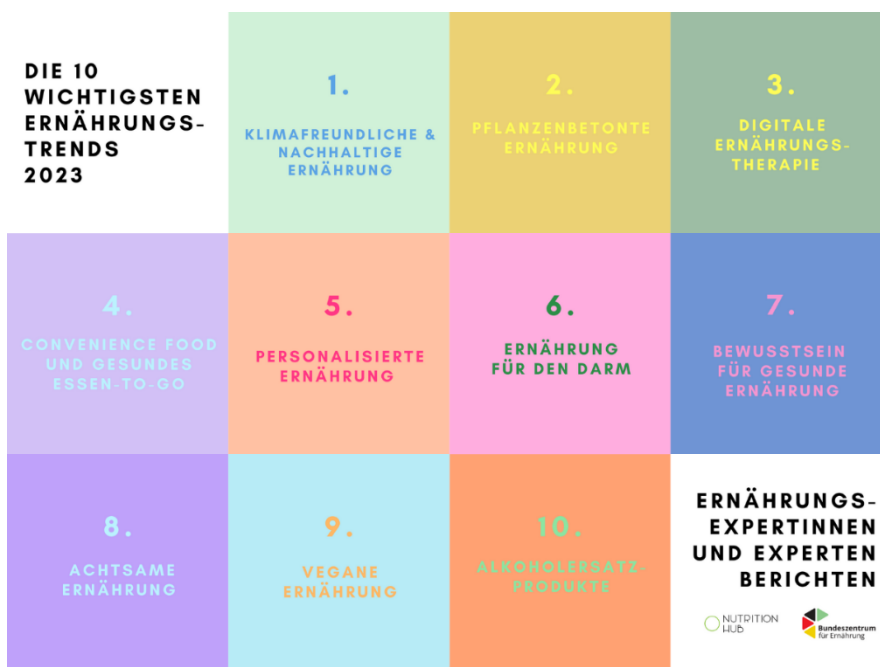 DIE 10
WICHTIGSTEN
ERNÄHRUNGS-
TRENDS
2023
1.
KLIMAFREUNDLICHE &
NACHHALTIGE
ERNÄHRUNG
2.
PFLANZENBETONTE
ERNÄHRUNG
3.
DIGITALE
ERNÄHRUNGS-
THERAPIE
4.
CONVENIENCE FOOD
UND GESUNDES
ESSEN-TO-GO
5.
PERSONALISIERTE
ERNÄHRUNG
6.
ERNÄHRUNG
FÜR DEN DARM
7.
BEWUSSTSEIN
FÜR GESUNDE
ERNÄHRUNG
8.
ACHTSAME
ERNÄHRUNG
9.
VEGANE
ERNÄHRUNG
10.
ALKOHOLERSATZ-
PRODUKTE
ERNÄHRUNGS-
EXPERTINNEN
UND EXPERTEN
BERICHTEN
NUTRITION
HUB
Bundeszentrum
für Ernährung